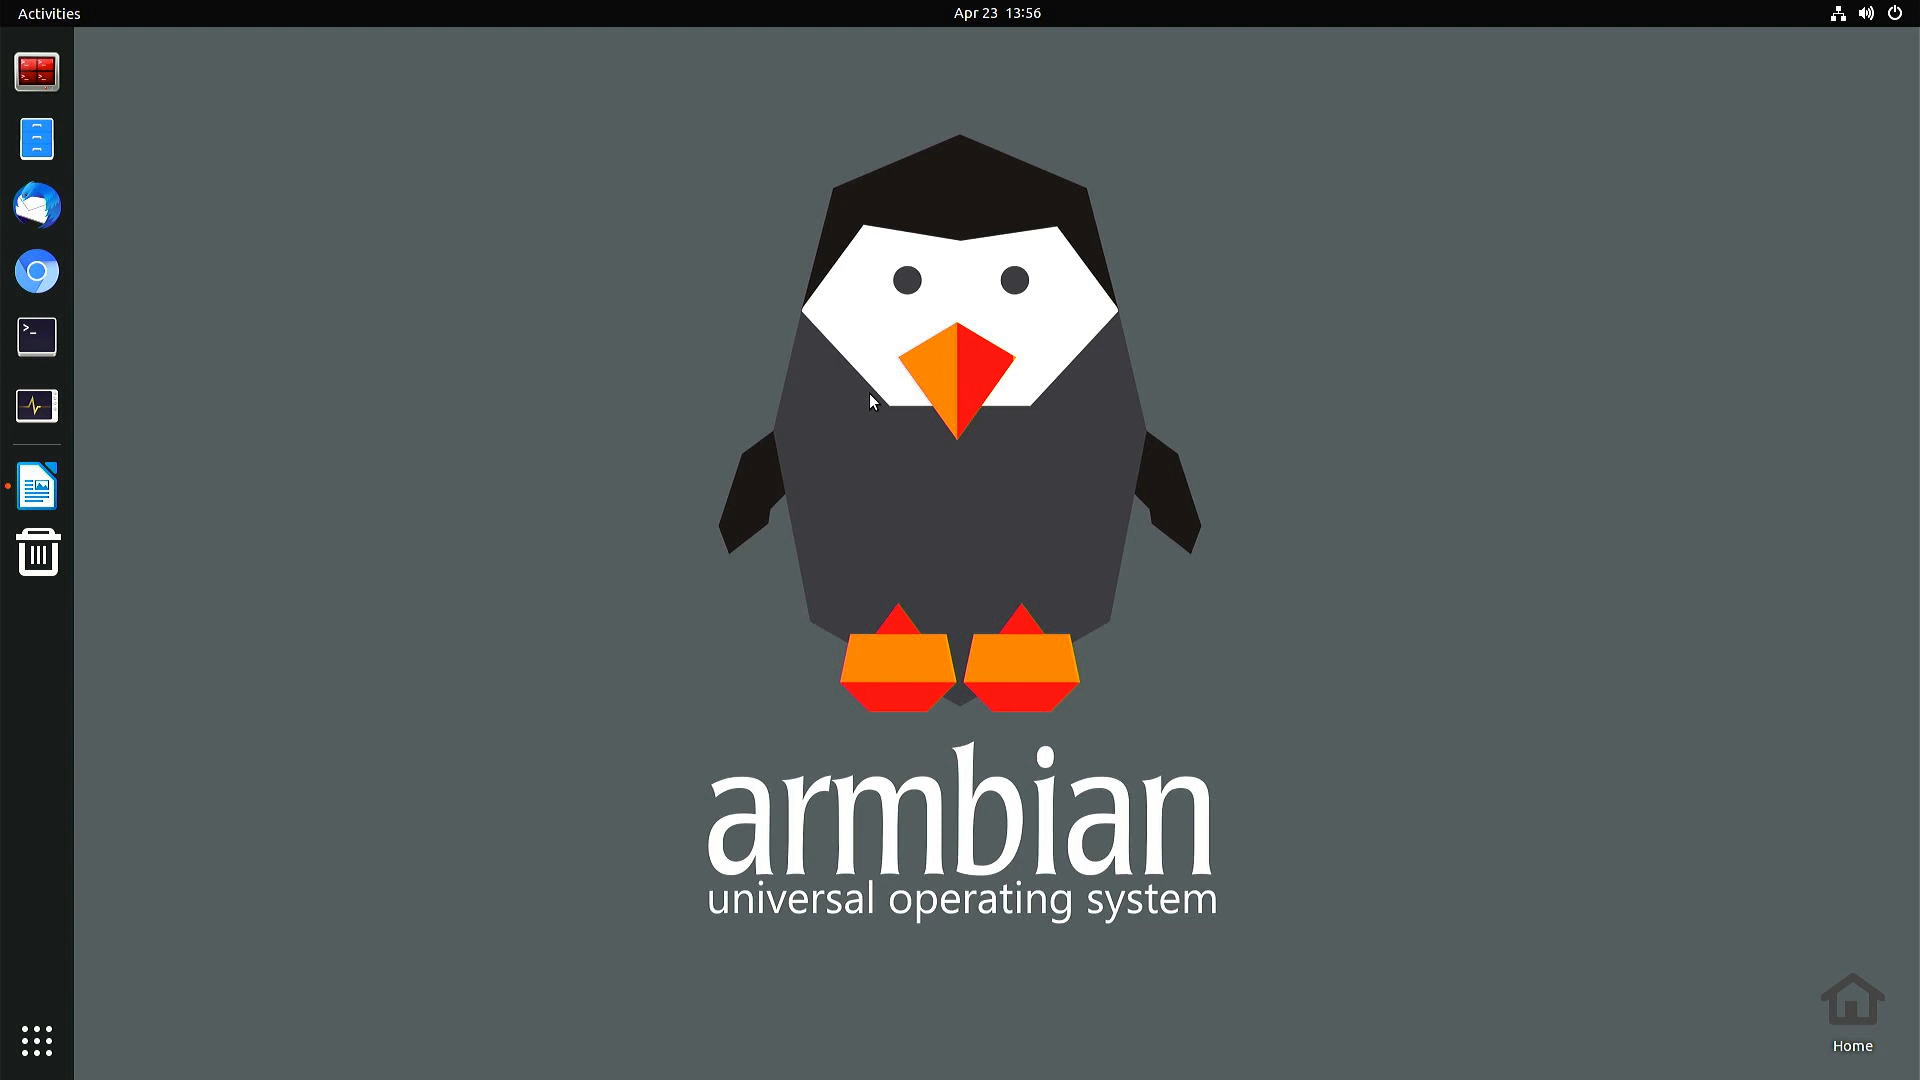 Activities
Apr 23 13:56
armbian
universal operating system
Home